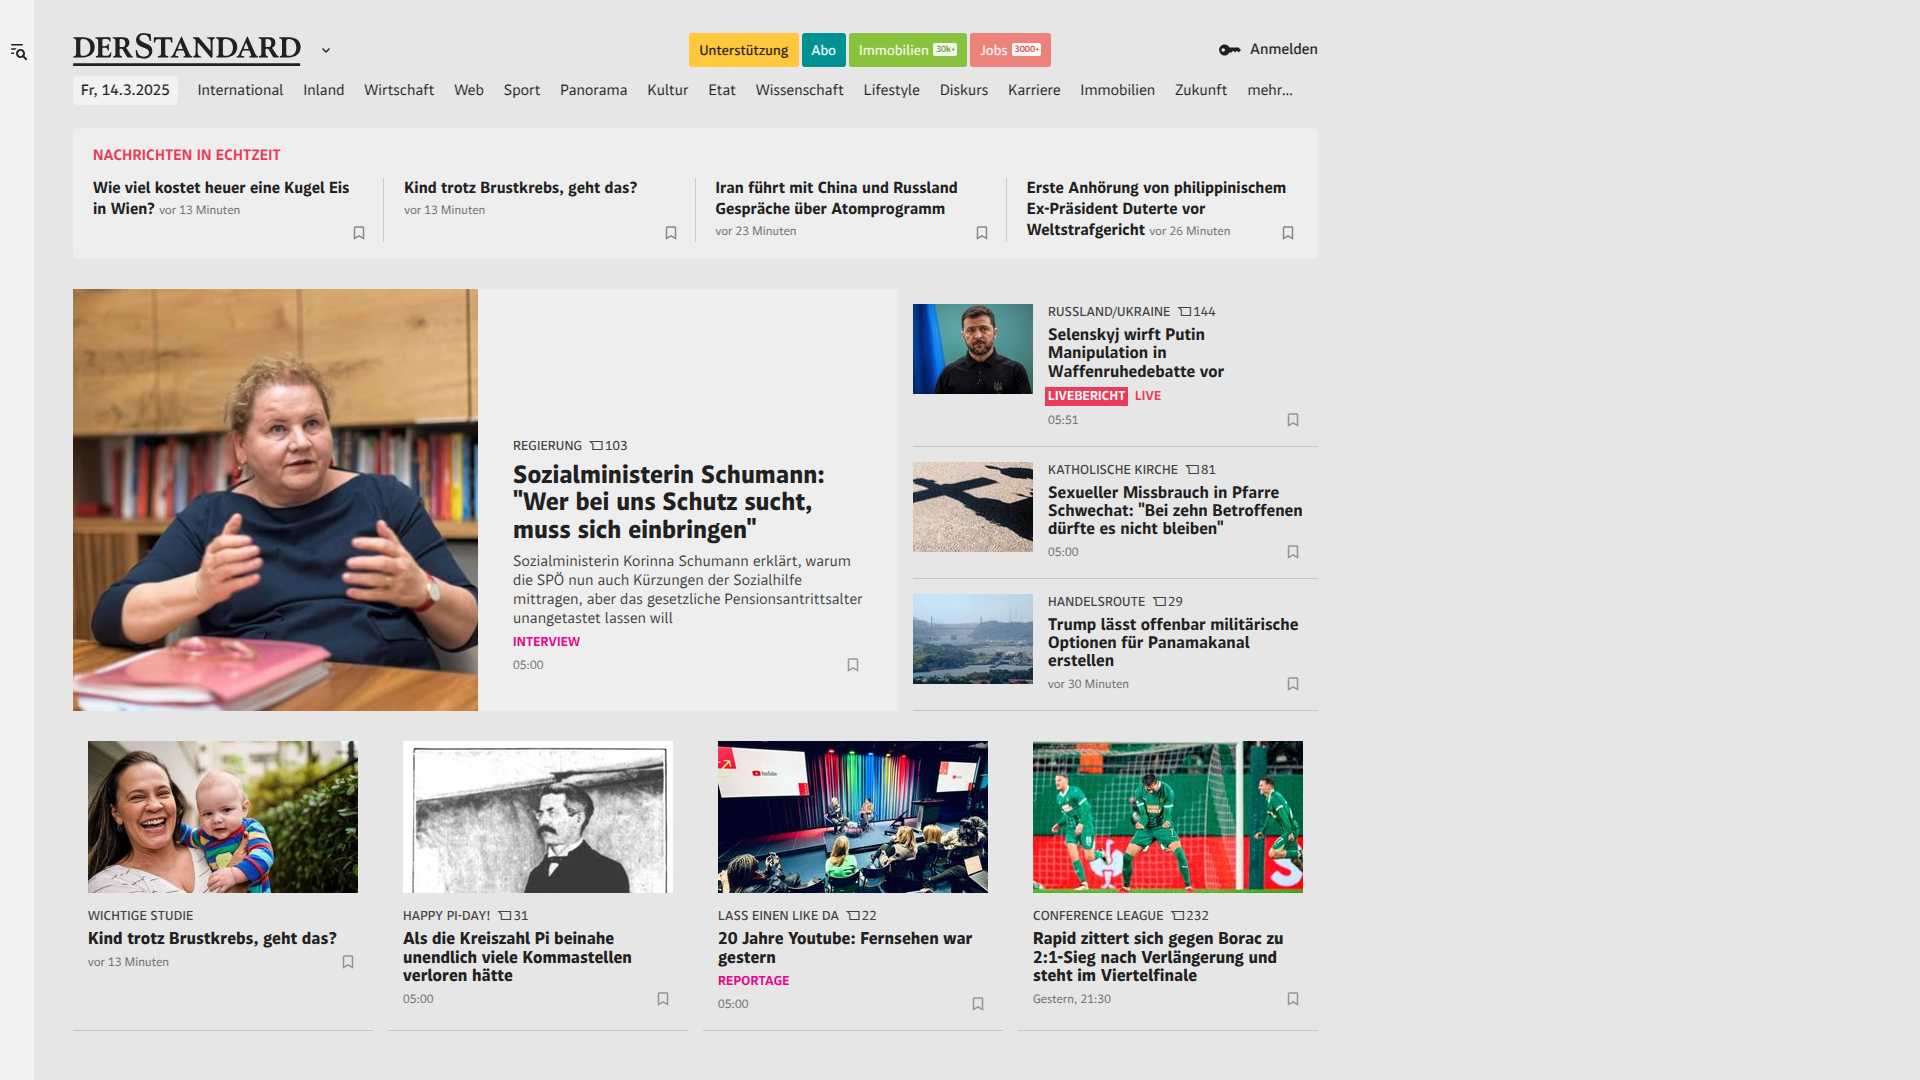 DERSTANDARD
Unterstützung
Abo
Immobilien 30k+
Jobs 3000+
Anmelden
Fr, 14.3.2025
International
Inland
Wirtschaft
Web
Sport
Panorama
Kultur
Etat
Wissenschaft
Lifestyle
Diskurs
Karriere
Immobilien
Zukunft
mehr...
NACHRICHTEN IN ECHTZEIT
Wie viel kostet heuer eine Kugel Eis
in Wien? vor 13 Minuten
Kind trotz Brustkrebs, geht das?
vor 13 Minuten
Iran führt mit China und Russland
Gespräche über Atomprogramm
vor 23 Minuten
Erste Anhörung von philippinischem
Ex-Präsident Duterte vor
Weltstrafgericht vor 26 Minuten
REGIERUNG 103
Sozialministerin Schumann:
"Wer bei uns Schutz sucht,
muss sich einbringen"
Sozialministerin Korinna Schumann erklärt, warum
die SPÖ nun auch Kürzungen der Sozialhilfe
mittragen, aber das gesetzliche Pensionsantrittsalter
unangetastet lassen will
INTERVIEW
05:00
RUSSLAND/UKRAINE 144
Selenskyj wirft Putin
Manipulation in
Waffenruhedebatte vor
LIVEBERICHT LIVE
05:51
KATHOLISCHE KIRCHE 81
Sexueller Missbrauch in Pfarre
Schwechat: "Bei zehn Betroffenen
dürfte es nicht bleiben"
05:00
HANDELSROUTE 29
Trump lässt offenbar militärische
Optionen für Panamakanal
erstellen
vor 30 Minuten
WICHTIGE STUDIE
Kind trotz Brustkrebs, geht das?
vor 13 Minuten
HAPPY PI-DAY! 31
Als die Kreiszahl Pi beinahe
unendlich viele Kommastellen
verloren hätte
05:00
YouTube
LASS EINEN LIKE DA 22
20 Jahre Youtube: Fernsehen war
gestern
REPORTAGE
05:00
CONFERENCE LEAGUE 232
Rapid zittert sich gegen Borac zu
2:1-Sieg nach Verlängerung und
steht im Viertelfinale
Gestern, 21:30